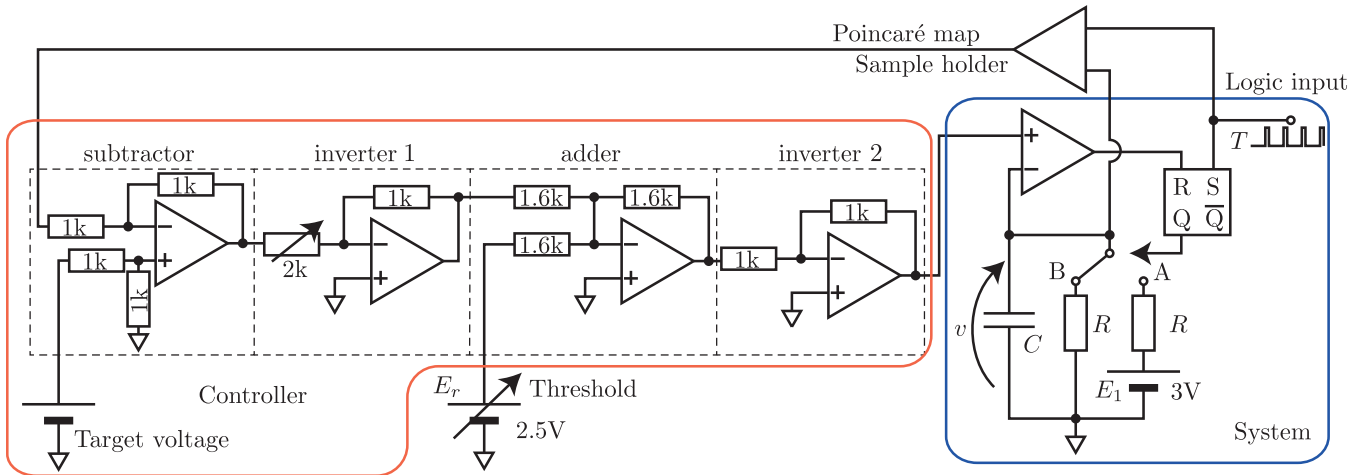 Poincaré map
Sample holder
Logic input
T
subtractor
inverter 1
adder
inverter 2
1k
1k
1k
1k
−
+
2k
1k
−
+
1.6k
1.6k
1.6k
−
+
1k
1k
−
+
+
−
R S
Q Q̅
B
A
v
C
R
R
E₁
3V
System
Controller
Target voltage
Eᵣ
Threshold
2.5V